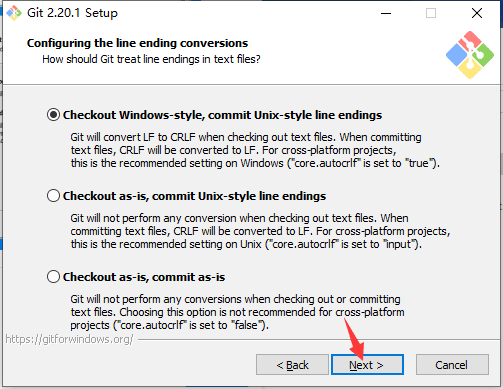 Git 2.20.1 Setup
Configuring the line ending conversions
How should Git treat line endings in text files?
Checkout Windows-style, commit Unix-style line endings
Git will convert LF to CRLF when checking out text files. When committing
text files, CRLF will be converted to LF. For cross-platform projects,
this is the recommended setting on Windows ("core.autocrlf" is set to "true").
Checkout as-is, commit Unix-style line endings
Git will not perform any conversion when checking out text files. When
committing text files, CRLF will be converted to LF. For cross-platform projects,
this is the recommended setting on Unix ("core.autocrlf" is set to "input").
Checkout as-is, commit as-is
Git will not perform any conversions when checking out or committing
text files. Choosing this option is not recommended for cross-platform
projects ("core.autocrlf" is set to "false").
https://gitforwindows.org/
< Back
Next >
Cancel